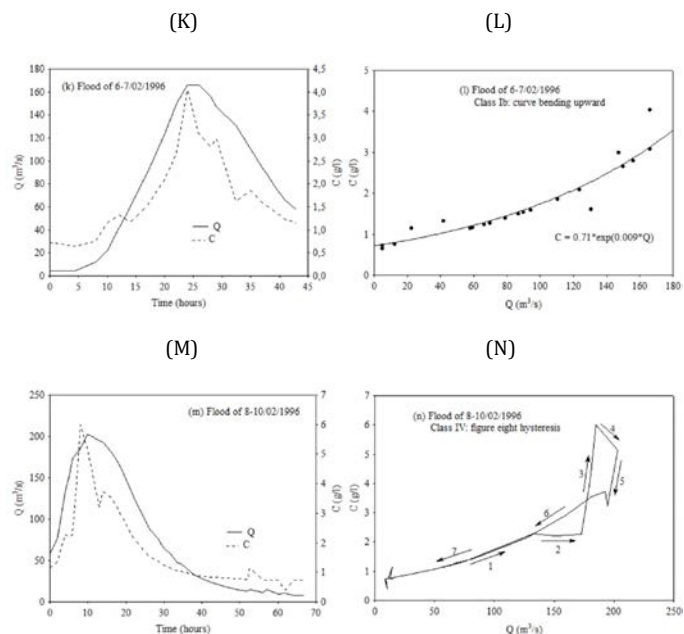 (K)
(L)
(k) Flood of 6-7/02/1996
Q (m³/s)
180
160
140
120
100
80
60
40
20
0
4,5
4,0
3,5
3,0
2,5
2,0
1,5
1,0
0,5
0,0
C (g/l)
Q
C
0 5 10 15 20 25 30 35 40 45
Time (hours)
(l) Flood of 6-7/02/1996
Class Ib: curve bending upward
C (g/l)
5
4
3
2
1
0
C = 0.71*exp(0.009*Q)
0 20 40 60 80 100 120 140 160 180
Q (m³/s)
(M)
(N)
(m) Flood of 8-10/02/1996
Q (m³/s)
250
200
150
100
50
0
7
6
5
4
3
2
1
0
C (g/l)
Q
C
0 10 20 30 40 50 60 70
Time (hours)
(n) Flood of 8-10/02/1996
Class IV: figure eight hysteresis
C (g/l)
7
6
5
4
3
2
1
0
4
3
5
6
2
7
1
0 50 100 150 200 250
Q (m³/s)